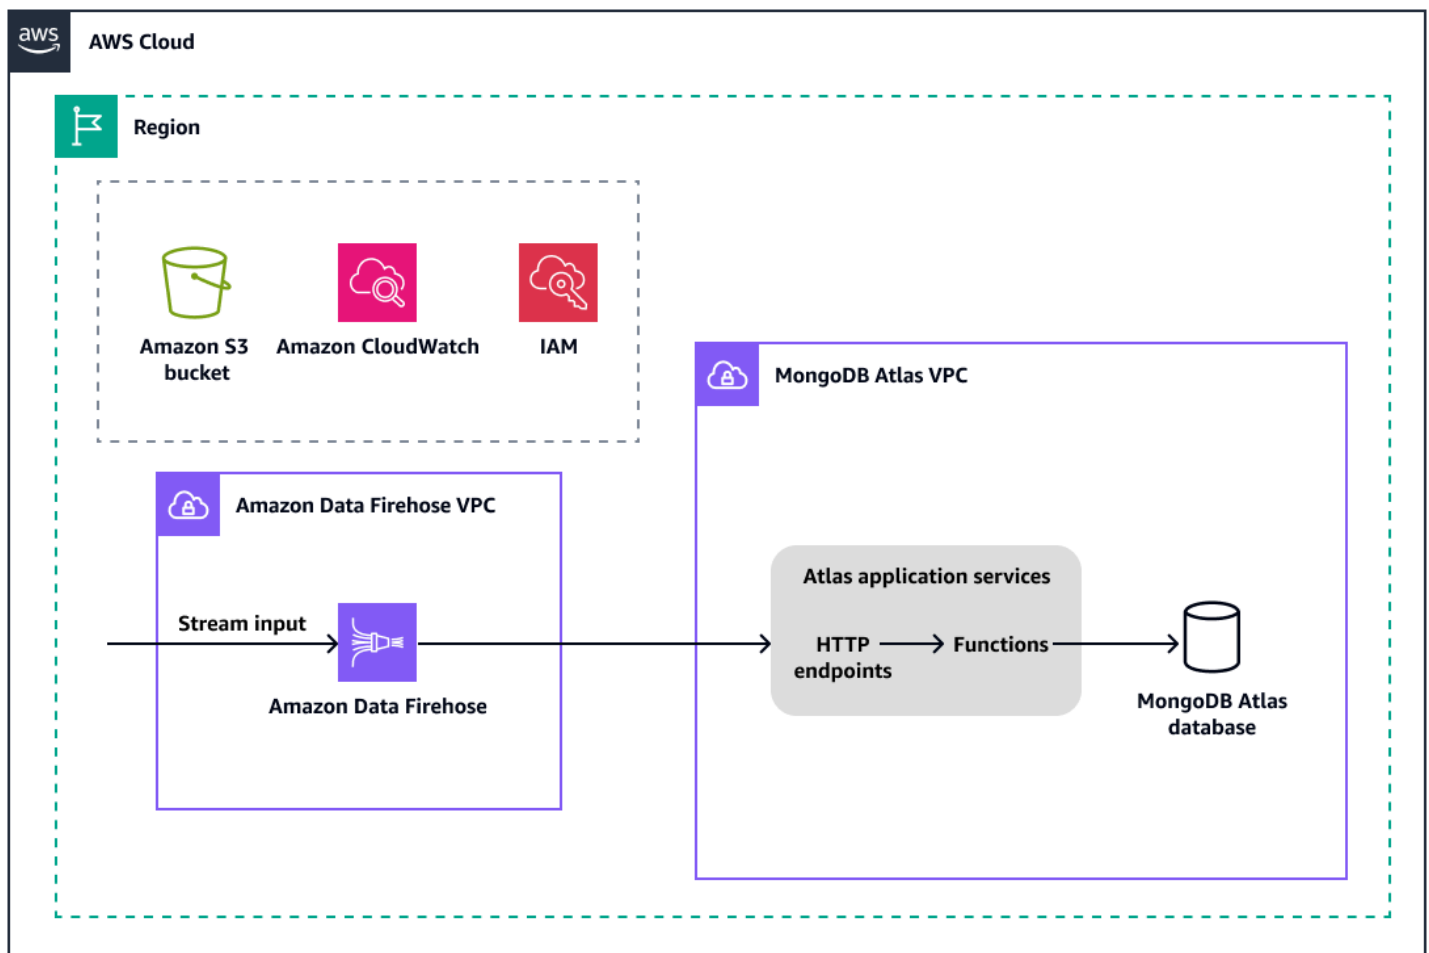 aws
AWS Cloud
Region
Amazon S3
bucket
Amazon CloudWatch
IAM
MongoDB Atlas VPC
Amazon Data Firehose VPC
Stream input
Amazon Data Firehose
Atlas application services
HTTP
endpoints
Functions
MongoDB Atlas
database